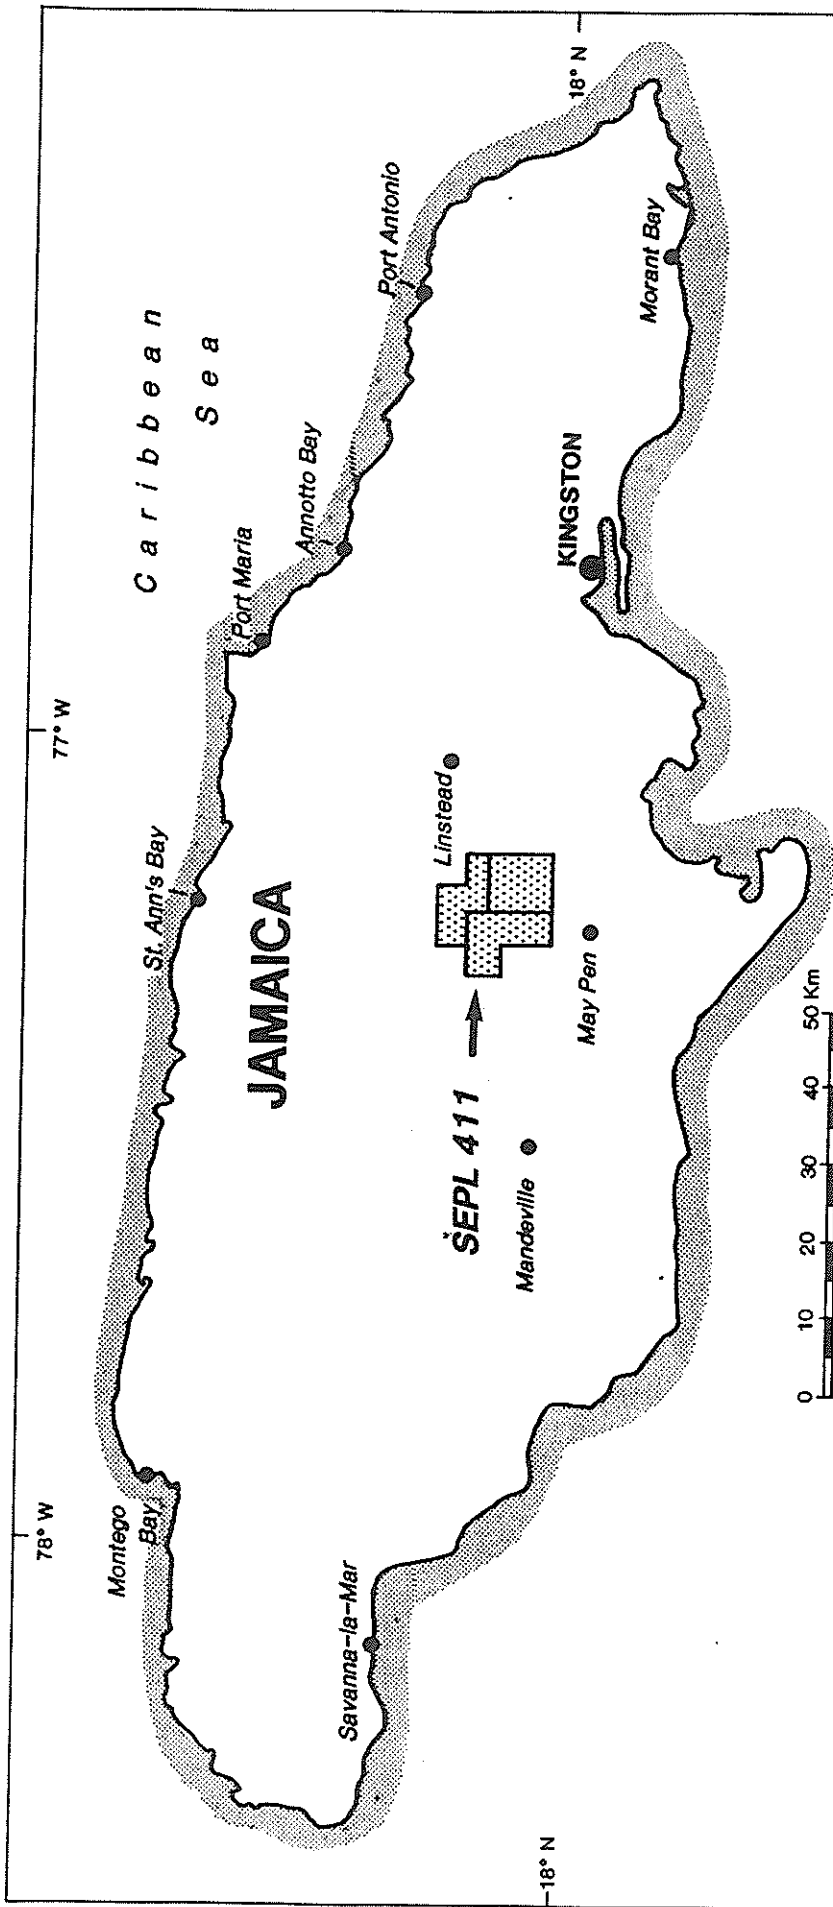 78° W
77° W
Caribbean
Sea
Montego
Bay
St. Ann's Bay
Port Maria
Annotto Bay
Port Antonio
JAMAICA
Savanna-la-Mar
Linstead
ŠEPL 411
Mandeville
May Pen
KINGSTON
Morant Bay
18° N
18° N
0 10 20 30 40 50 Km